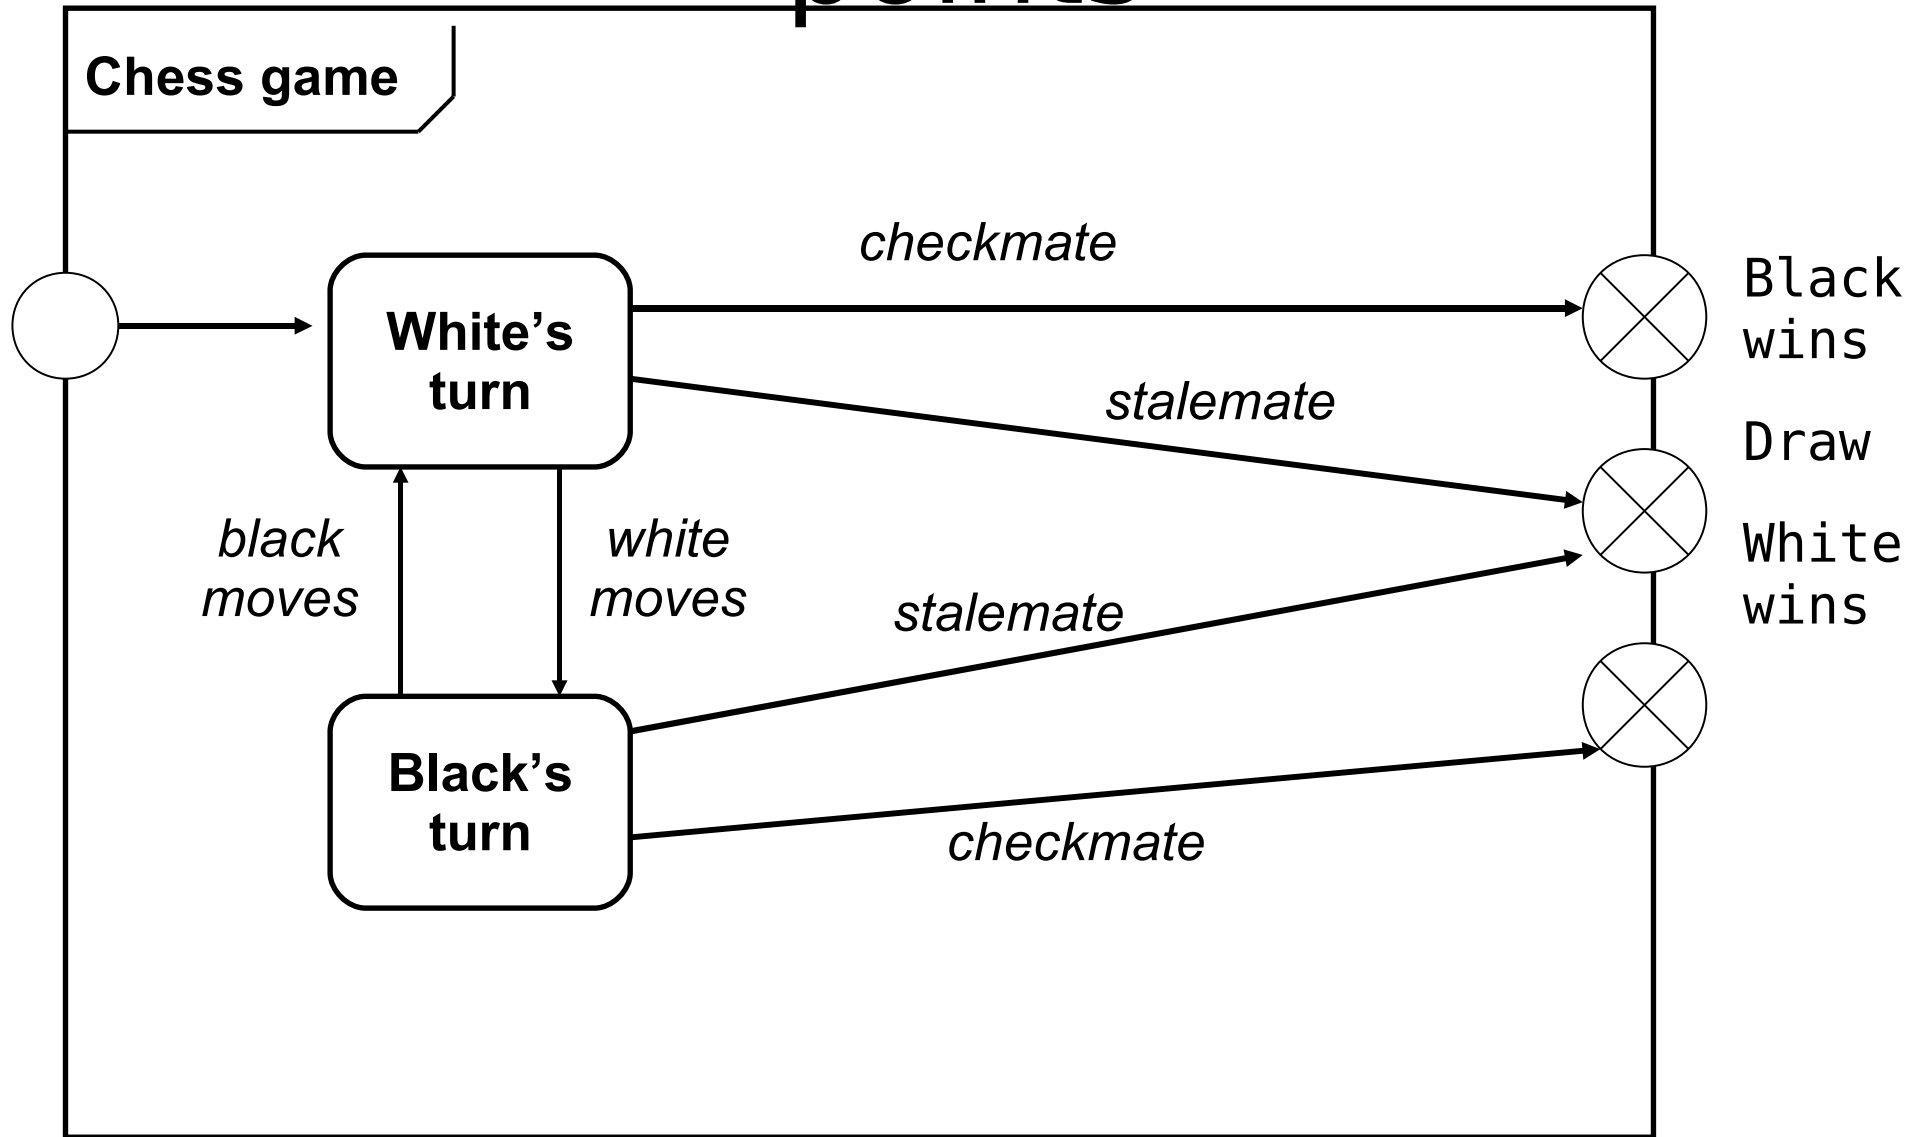 points
Chess game
checkmate
Black
wins
White’s
turn
stalemate
Draw
black
moves
white
moves
White
wins
stalemate
Black’s
turn
checkmate